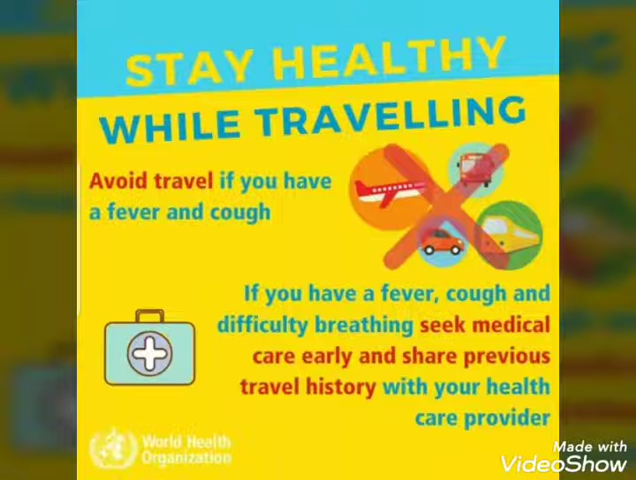 STAY HEALTHY
WHILE TRAVELLING
Avoid travel if you have
a fever and cough
If you have a fever, cough and
difficulty breathing seek medical
care early and share previous
travel history with your health
care provider
World Health
Organization
Made with
VideoShow